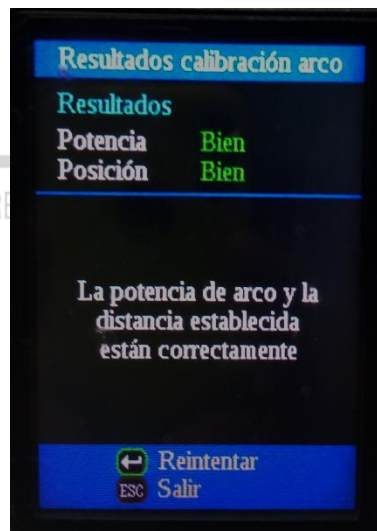 Resultados calibración arco
Resultados
Potencia Bien
Posición Bien
La potencia de arco y la
distancia establecida
están correctamente
Reintentar
ESC Salir